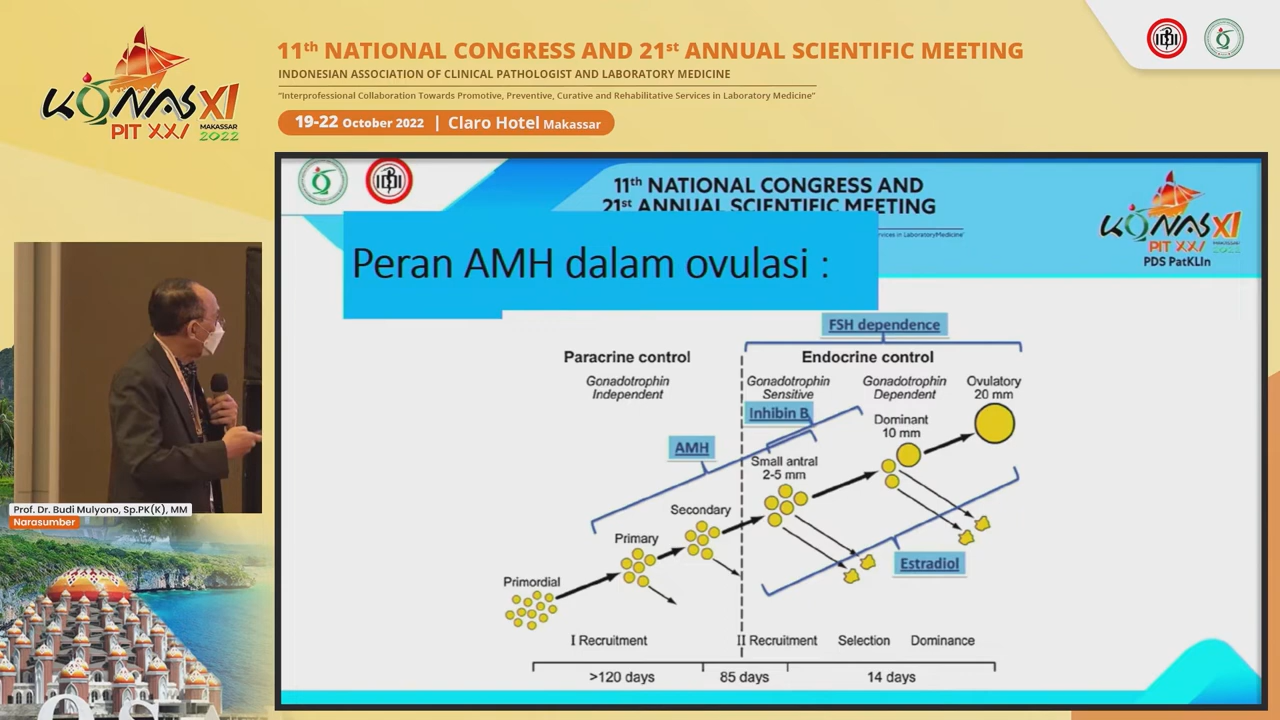 11th NATIONAL CONGRESS AND 21st ANNUAL SCIENTIFIC MEETING
INDONESIAN ASSOCIATION OF CLINICAL PATHOLOGIST AND LABORATORY MEDICINE
"Interprofessional Collaboration Towards Promotive, Preventive, Curative and Rehabilitative Services in Laboratory Medicine"
19-22 October 2022 | Claro Hotel Makassar
KONAS XI
PIT XXI MAKASSAR
2022
IDI
11th NATIONAL CONGRESS AND
21st ANNUAL SCIENTIFIC MEETING
rvices in LaboratoryMedicine"
IDI
KONAS XI
PIT XXI
PDS PatKLIn
Peran AMH dalam ovulasi :
FSH dependence
Paracrine control
Endocrine control
Gonadotrophin
Independent
Gonadotrophin
Sensitive
Gonadotrophin
Dependent
Ovulatory
20 mm
Inhibin B
Dominant
10 mm
AMH
Small antral
2-5 mm
Secondary
Primary
Estradiol
Primordial
I Recruitment
II Recruitment
Selection
Dominance
>120 days
85 days
14 days
Prof. Dr. Budi Mulyono, Sp.PK(K), MM
Narasumber